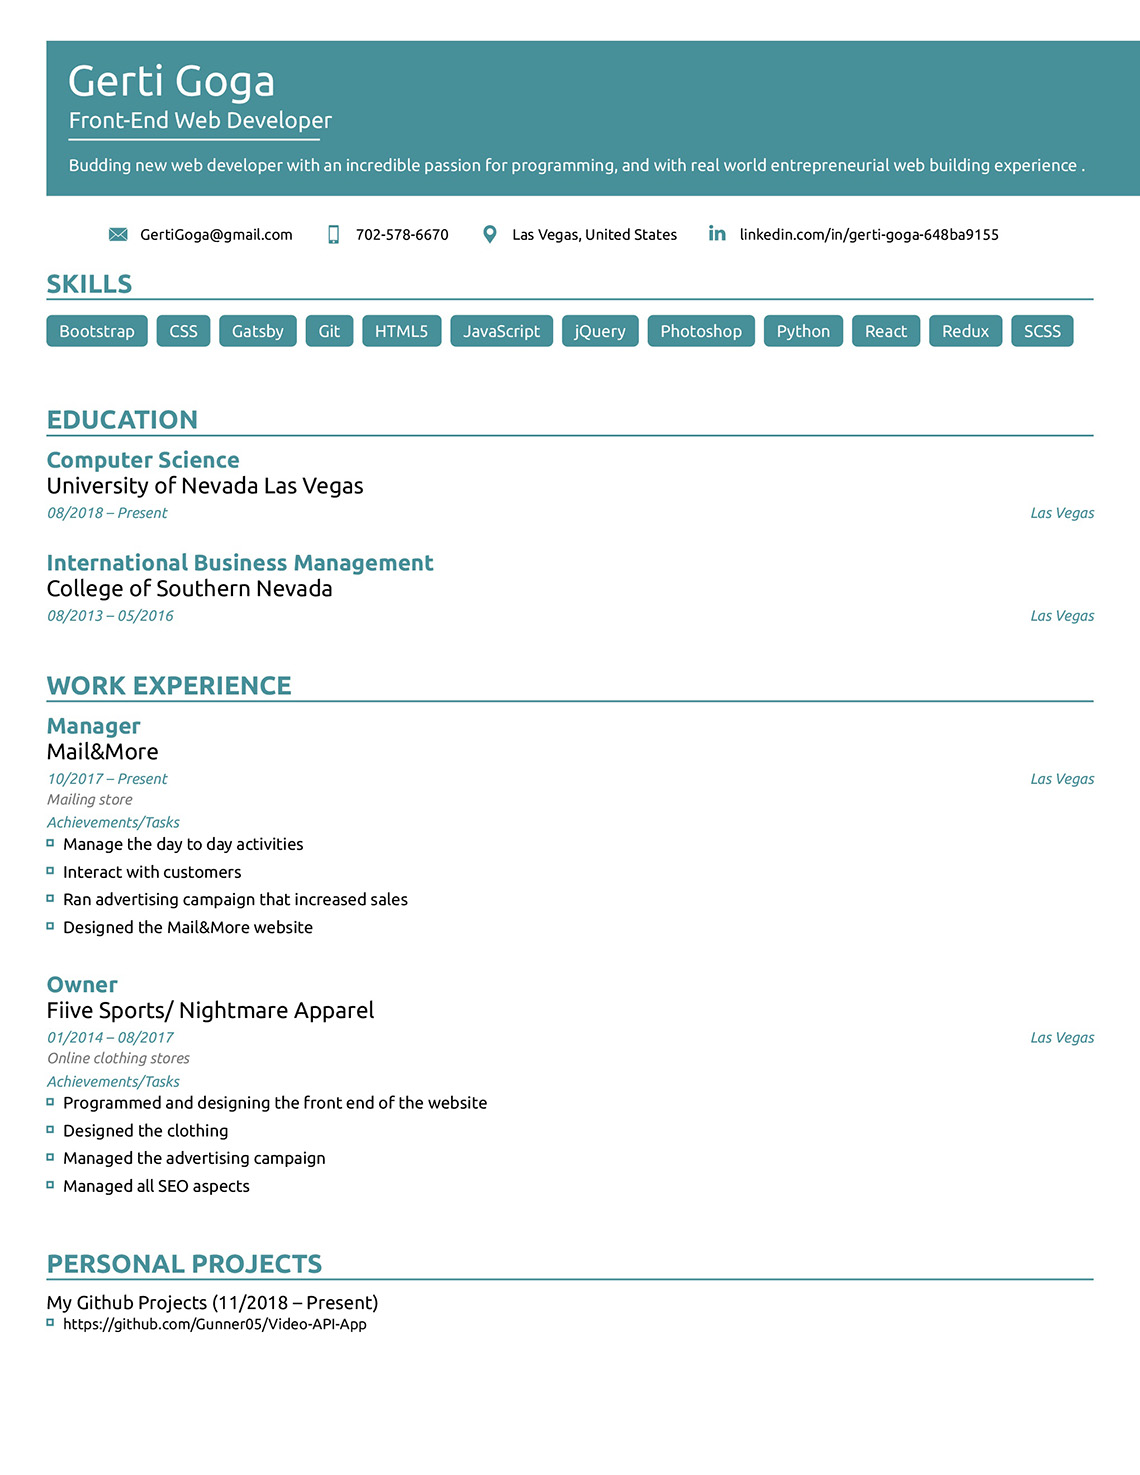 Gerti Goga
Front-End Web Developer
Budding new web developer with an incredible passion for programming, and with real world entrepreneurial web building experience .
GertiGoga@gmail.com 702-578-6670 Las Vegas, United States linkedin.com/in/gerti-goga-648ba9155
SKILLS
Bootstrap CSS Gatsby Git HTML5 JavaScript jQuery Photoshop Python React Redux SCSS
EDUCATION
Computer Science
University of Nevada Las Vegas
08/2018 – Present Las Vegas
International Business Management
College of Southern Nevada
08/2013 – 05/2016 Las Vegas
WORK EXPERIENCE
Manager
Mail&More
10/2017 – Present Las Vegas
Mailing store
Achievements/Tasks
Manage the day to day activities
Interact with customers
Ran advertising campaign that increased sales
Designed the Mail&More website
Owner
Fiive Sports/ Nightmare Apparel
01/2014 – 08/2017 Las Vegas
Online clothing stores
Achievements/Tasks
Programmed and designing the front end of the website
Designed the clothing
Managed the advertising campaign
Managed all SEO aspects
PERSONAL PROJECTS
My Github Projects (11/2018 – Present)
https://github.com/Gunner05/Video-API-App